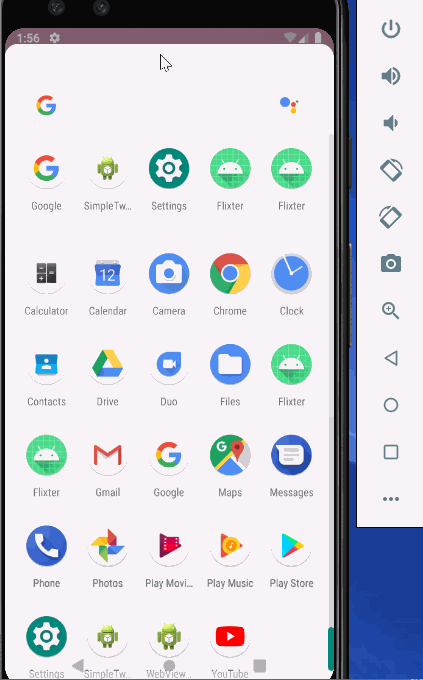 1:56
G
G
Google SimpleTw... Settings Flixter Flixter
12
Calculator Calendar Camera Chrome Clock
Contacts Drive Duo Files Flixter
G G
Flixter Gmail Google Maps Messages
Phone Photos Play Movi... Play Music Play Store
Settings SimpleTw... WebView... YouTube